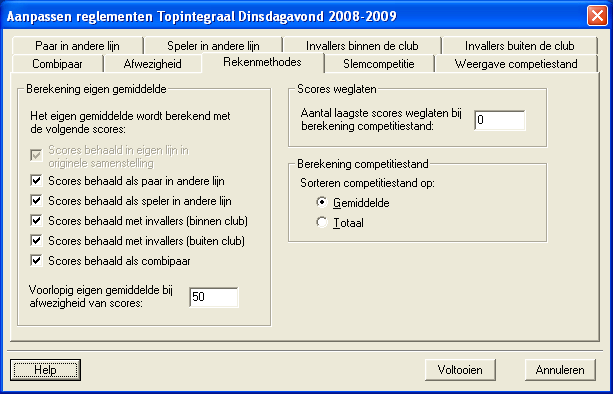 Aanpassen reglementen Topintegraal Dinsdagavond 2008-2009
Paar in andere lijn
Speler in andere lijn
Invallers binnen de club
Invallers buiten de club
Combipaar
Afwezigheid
Rekenmethodes
Slemcompetitie
Weergave competiestand
Berekening eigen gemiddelde
Het eigen gemiddelde wordt berekend met
de volgende scores:
Scores behaald in eigen lijn in
originele samenstelling
Scores behaald als paar in andere lijn
Scores behaald als speler in andere lijn
Scores behaald met invallers (binnen club)
Scores behaald met invallers (buiten club)
Scores behaald als combipaar
Voorlopig eigen gemiddelde bij
afwezigheid van scores:
50
Scores weglaten
Aantal laagste scores weglaten bij
berekening competitiestand:
0
Berekening competitiestand
Sorteren competitiestand op:
Gemiddelde
Totaal
Help
Voltooien
Annuleren